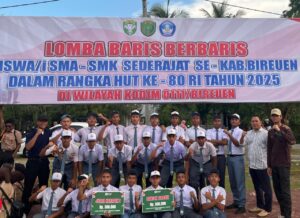 LOMBA BARIS BERBARIS
SISWA/I SMA - SMK SEDERAJAT SE - KAB.BIREUEN
DALAM RANGKA HUT KE - 80 RI TAHUN 2025
DI WILAYAH KODIM 0111/BIREUEN